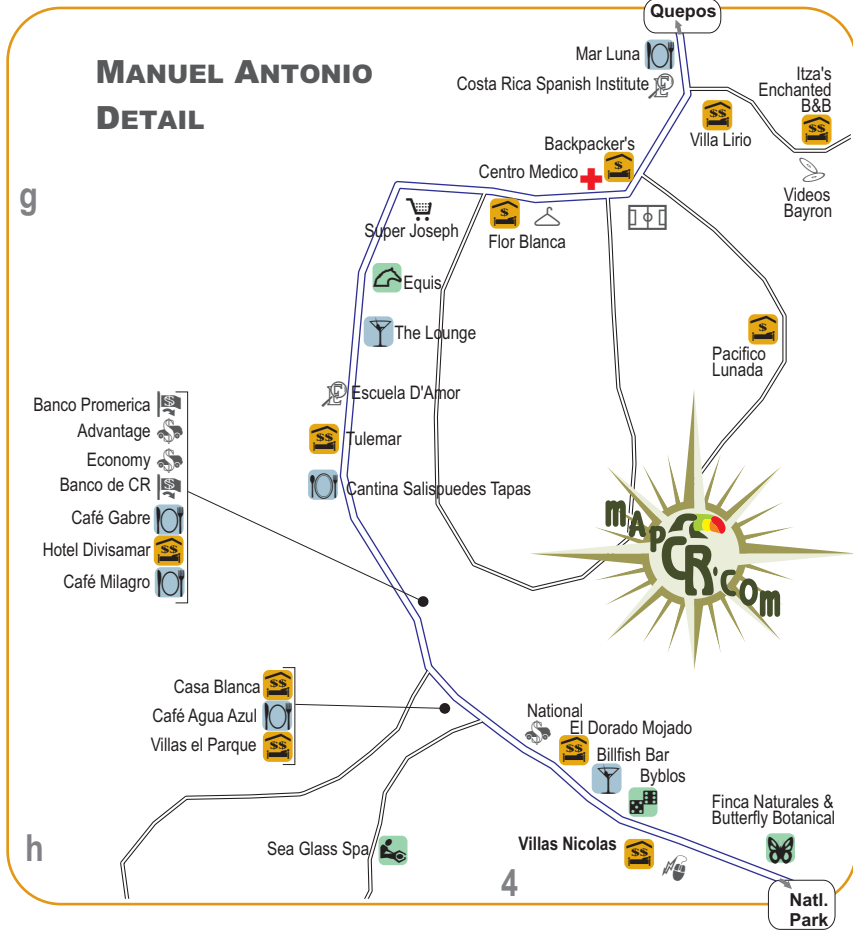 Quepos
MANUEL ANTONIO
DETAIL
Mar Luna
Costa Rica Spanish Institute
Itza's
Enchanted
B&B
$$
$$
Villa Lirio
Backpacker's
$
Centro Medico
Videos
Bayron
g
Super Joseph
$
Flor Blanca
Equis
The Lounge
$
Pacifico
Lunada
Escuela D'Amor
Banco Promerica
$
Advantage
$
Economy
$
Banco de CR
$
Café Gabre
Hotel Divisamar
$$
Café Milagro
$$
Tulemar
Cantina Salispuedes Tapas
mapCR.com
Casa Blanca
$$
Café Agua Azul
Villas el Parque
$$
National
$
El Dorado Mojado
$$
Billfish Bar
Byblos
Finca Naturales &
Butterfly Botanical
h
Sea Glass Spa
Villas Nicolas
$$
4
Natl.
Park